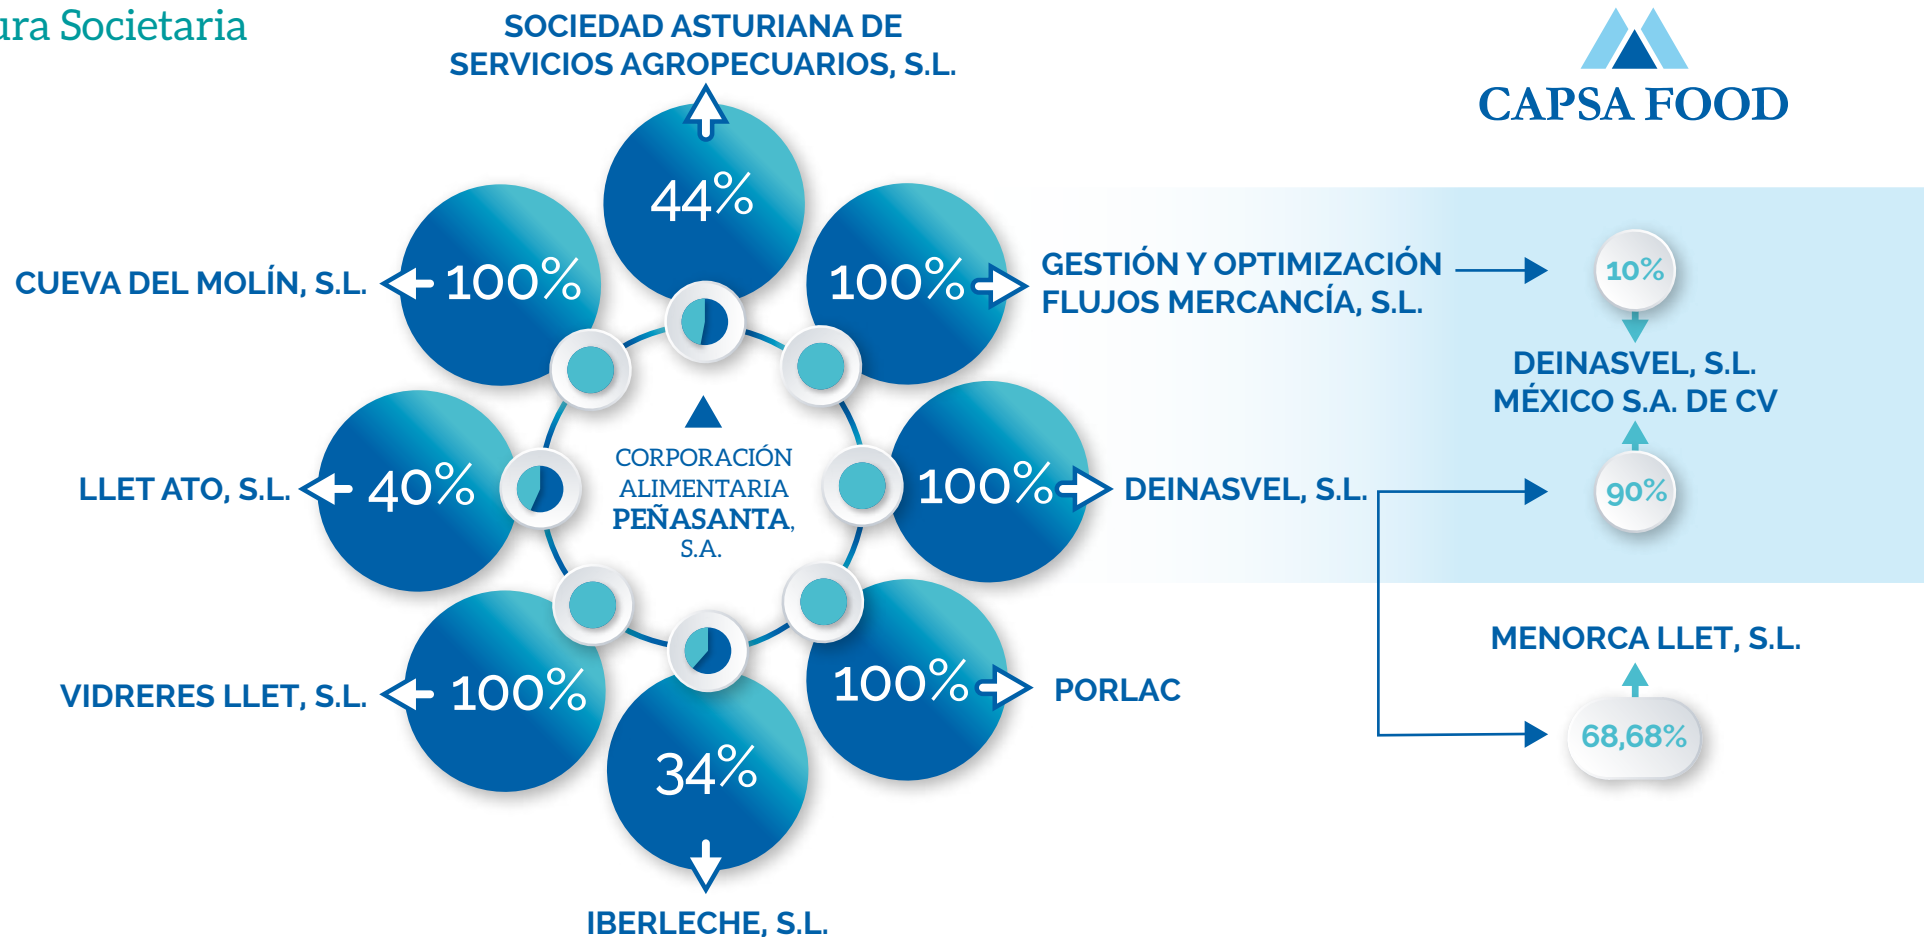 Societaria
SOCIEDAD ASTURIANA DE
SERVICIOS AGROPECUARIOS, S.L.
CAPSA FOOD
44%
CUEVA DEL MOLÍN, S.L.
100%
100%
GESTIÓN Y OPTIMIZACIÓN
FLUJOS MERCANCÍA, S.L.
10%
DEINASVEL, S.L.
MÉXICO S.A. DE CV
LLET ATO, S.L.
40%
CORPORACIÓN
ALIMENTARIA
PEÑASANTA,
S.A.
100%
DEINASVEL, S.L.
90%
VIDRERES LLET, S.L.
100%
100%
PORLAC
MENORCA LLET, S.L.
68,68%
34%
IBERLECHE, S.L.